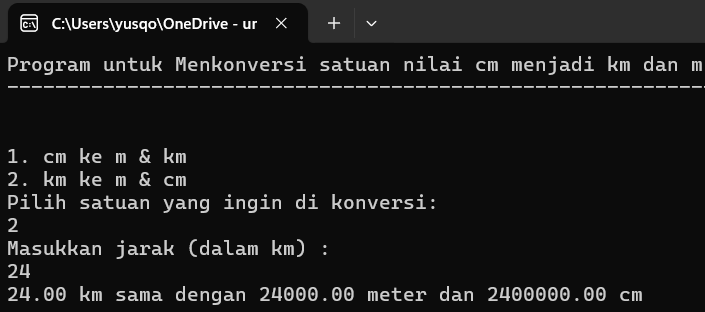 C:\Users\yusqo\OneDrive - ur
Program untuk Menkonversi satuan nilai cm menjadi km dan m
----------------------------------------------------------
1. cm ke m & km
2. km ke m & cm
Pilih satuan yang ingin di konversi:
2
Masukkan jarak (dalam km) :
24
24.00 km sama dengan 24000.00 meter dan 2400000.00 cm